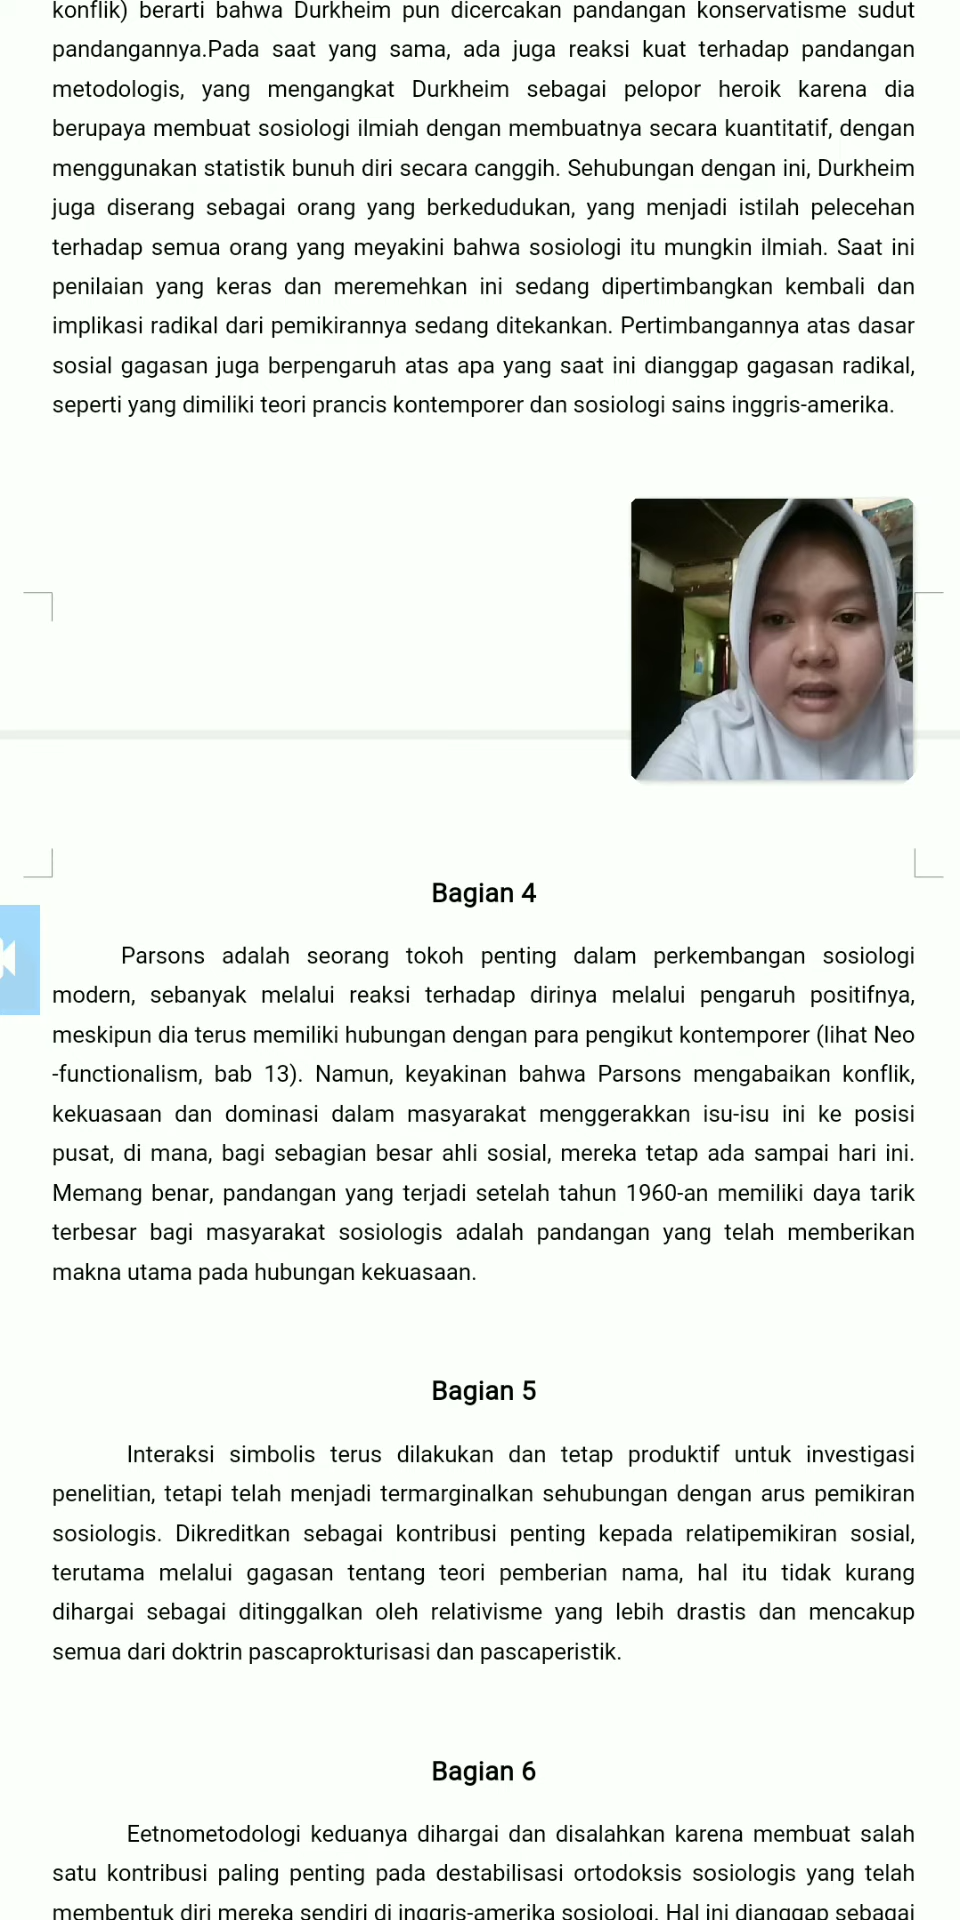 konflik) berarti bahwa Durkheim pun dicercakan pandangan konservatisme sudut
pandangannya.Pada saat yang sama, ada juga reaksi kuat terhadap pandangan
metodologis, yang mengangkat Durkheim sebagai pelopor heroik karena dia
berupaya membuat sosiologi ilmiah dengan membuatnya secara kuantitatif, dengan
menggunakan statistik bunuh diri secara canggih. Sehubungan dengan ini, Durkheim
juga diserang sebagai orang yang berkedudukan, yang menjadi istilah pelecehan
terhadap semua orang yang meyakini bahwa sosiologi itu mungkin ilmiah. Saat ini
penilaian yang keras dan meremehkan ini sedang dipertimbangkan kembali dan
implikasi radikal dari pemikirannya sedang ditekankan. Pertimbangannya atas dasar
sosial gagasan juga berpengaruh atas apa yang saat ini dianggap gagasan radikal,
seperti yang dimiliki teori prancis kontemporer dan sosiologi sains inggris-amerika.
Bagian 4
Parsons adalah seorang tokoh penting dalam perkembangan sosiologi
modern, sebanyak melalui reaksi terhadap dirinya melalui pengaruh positifnya,
meskipun dia terus memiliki hubungan dengan para pengikut kontemporer (lihat Neo
-functionalism, bab 13). Namun, keyakinan bahwa Parsons mengabaikan konflik,
kekuasaan dan dominasi dalam masyarakat menggerakkan isu-isu ini ke posisi
pusat, di mana, bagi sebagian besar ahli sosial, mereka tetap ada sampai hari ini.
Memang benar, pandangan yang terjadi setelah tahun 1960-an memiliki daya tarik
terbesar bagi masyarakat sosiologis adalah pandangan yang telah memberikan
makna utama pada hubungan kekuasaan.
Bagian 5
Interaksi simbolis terus dilakukan dan tetap produktif untuk investigasi
penelitian, tetapi telah menjadi termarginalkan sehubungan dengan arus pemikiran
sosiologis. Dikreditkan sebagai kontribusi penting kepada relatipemikiran sosial,
terutama melalui gagasan tentang teori pemberian nama, hal itu tidak kurang
dihargai sebagai ditinggalkan oleh relativisme yang lebih drastis dan mencakup
semua dari doktrin pascaprokturisasi dan pascaperistik.
Bagian 6
Eetnometodologi keduanya dihargai dan disalahkan karena membuat salah
satu kontribusi paling penting pada destabilisasi ortodoksis sosiologis yang telah
membentuk diri mereka sendiri di inggris-amerika sosiologi. Hal ini dianggap sebagai